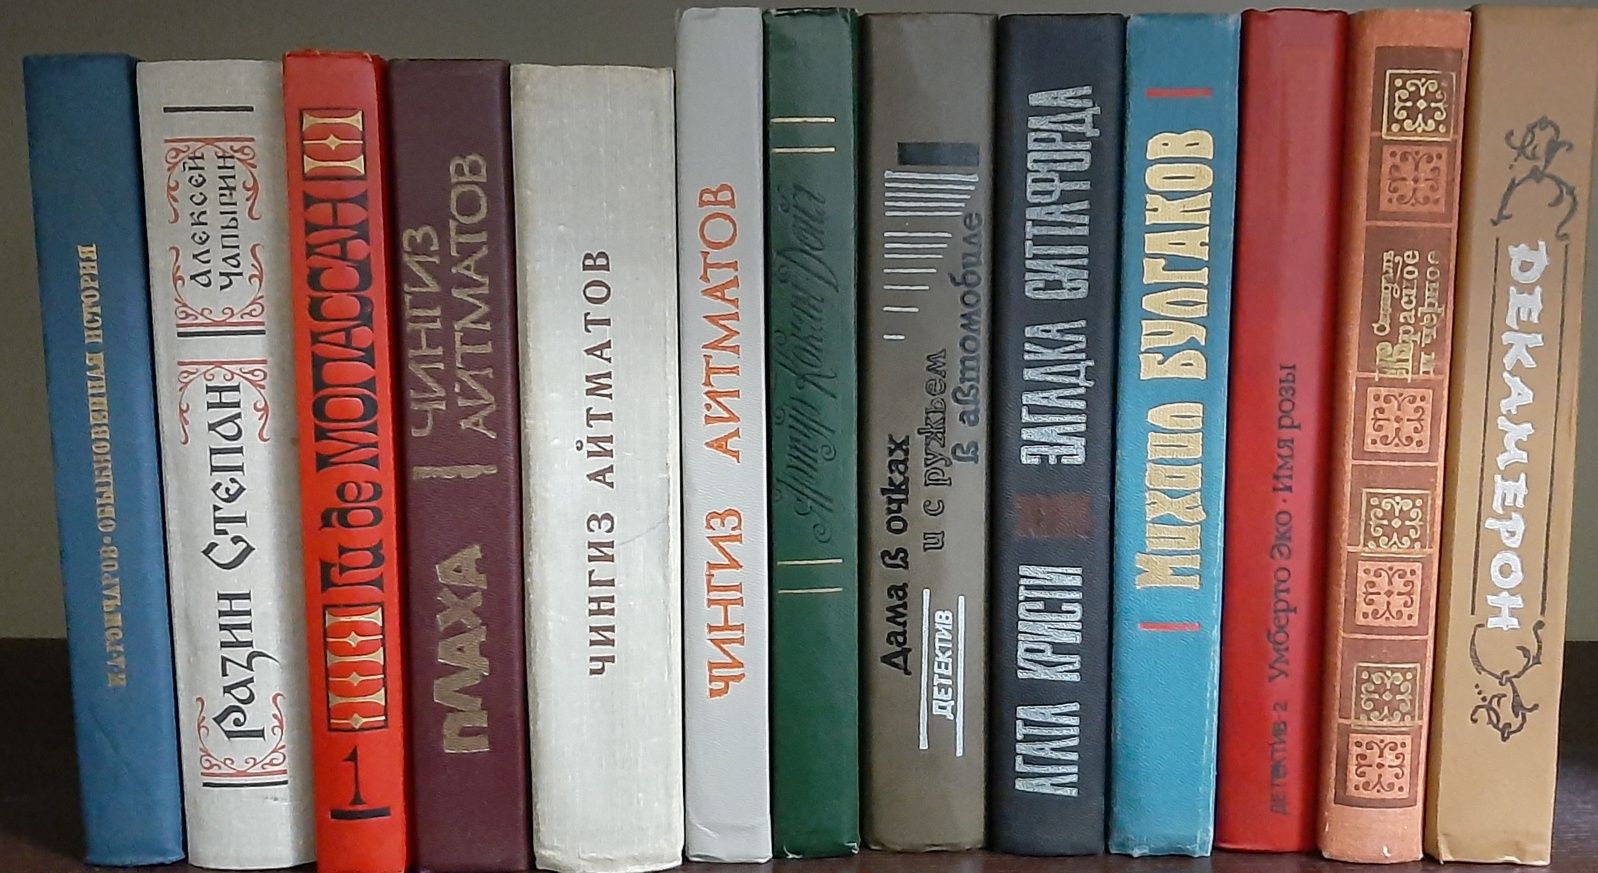 И.А.ГОНЧАРОВ·ОБЫКНОВЕННАЯ ИСТОРИЯ
АЛЕКСЕЙ
ЧАПЫГИН
РАЗИН СТЕПАН
1 Ги де МОПАССАН
ПЛАХА
ЧИНГИЗ
АЙТМАТОВ
ЧИНГИЗ АЙТМАТОВ
ЧИНГИЗ АЙТМАТОВ
Артур Конан Дойл
Дама в очках
и с ружьем
в автомобиле
ДЕТЕКТИВ
АГАТА КРИСТИ ЗАГАДКА СИТТАФОРДА
Михаил БУЛГАКОВ
ДЕТЕКТИВ 2 Умберто Эко · Имя розы
Красное
и черное
ДЕКАМЕРОН